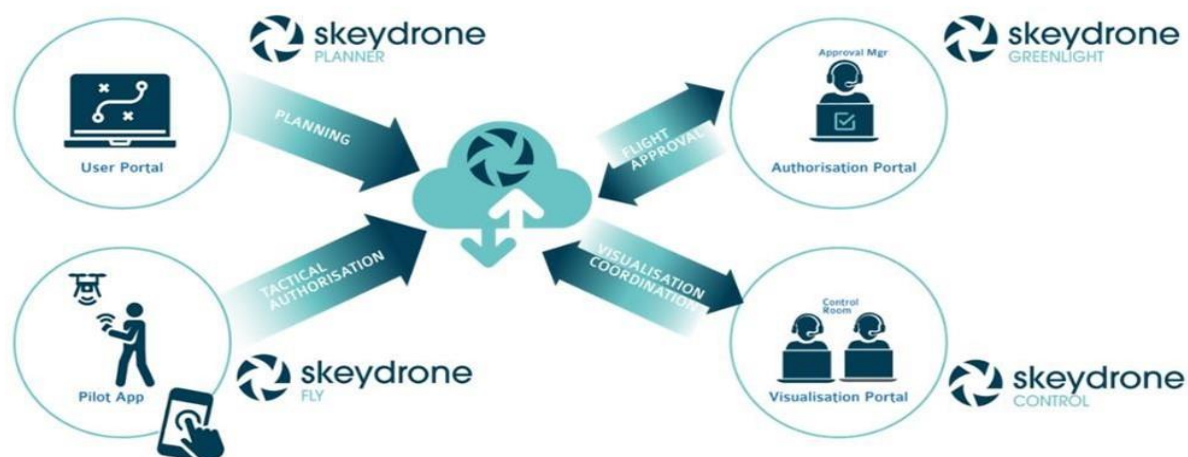 skeydrone
PLANNER
User Portal
PLANNING
Approval Mgr
Authorisation Portal
skeydrone
GREENLIGHT
FLIGHT
APPROVAL
Pilot App
TACTICAL
AUTHORISATION
skeydrone
FLY
VISUALISATION
COORDINATION
Control
Room
Visualisation Portal
skeydrone
CONTROL